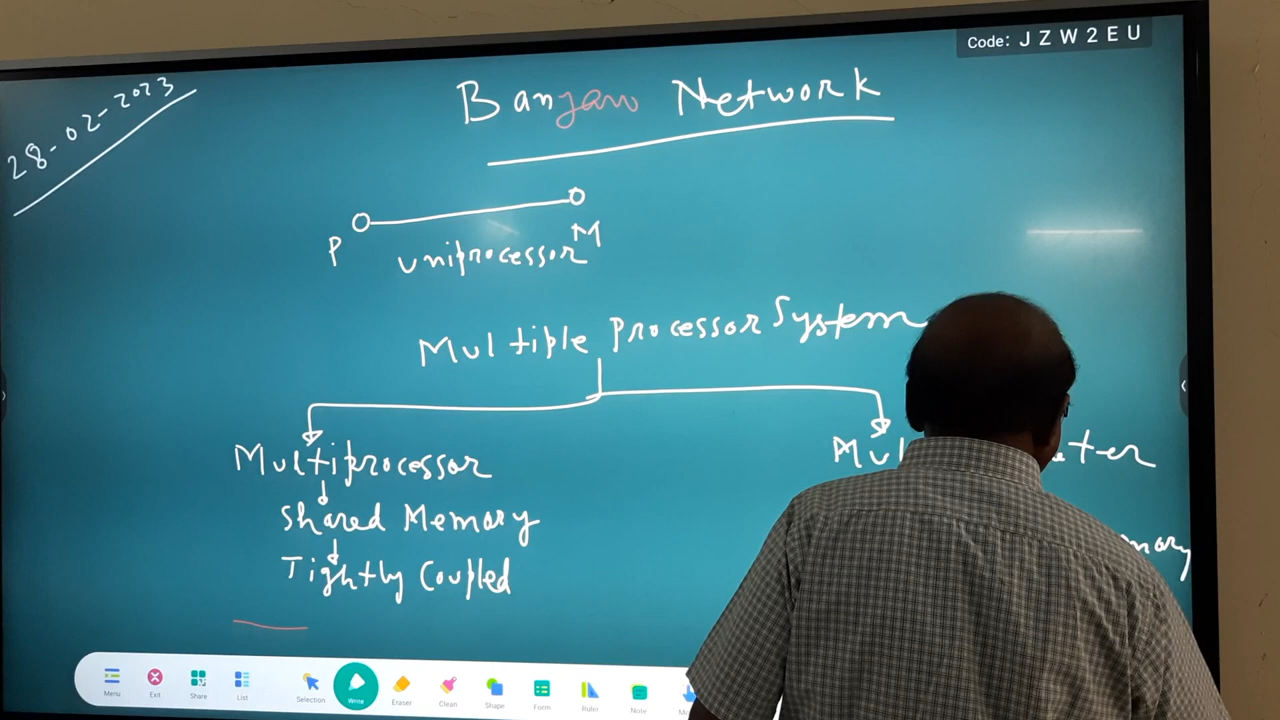 Code: J Z W 2 E U
28-02-2023
Banyan Network
P
M
uniprocessor
Multiple Processor System
Multiprocessor
Shared Memory
Tightly Coupled
Menu Exit Share List Selection Write Eraser Clean Shape Form Ruler Note